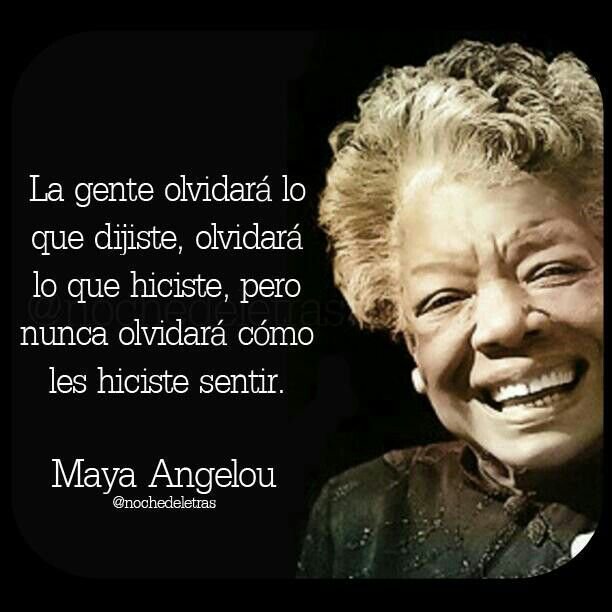 La gente olvidará lo
que dijiste, olvidará
lo que hiciste, pero
@nochedeletras
nunca olvidará cómo
les hiciste sentir.
Maya Angelou
@nochedeletras